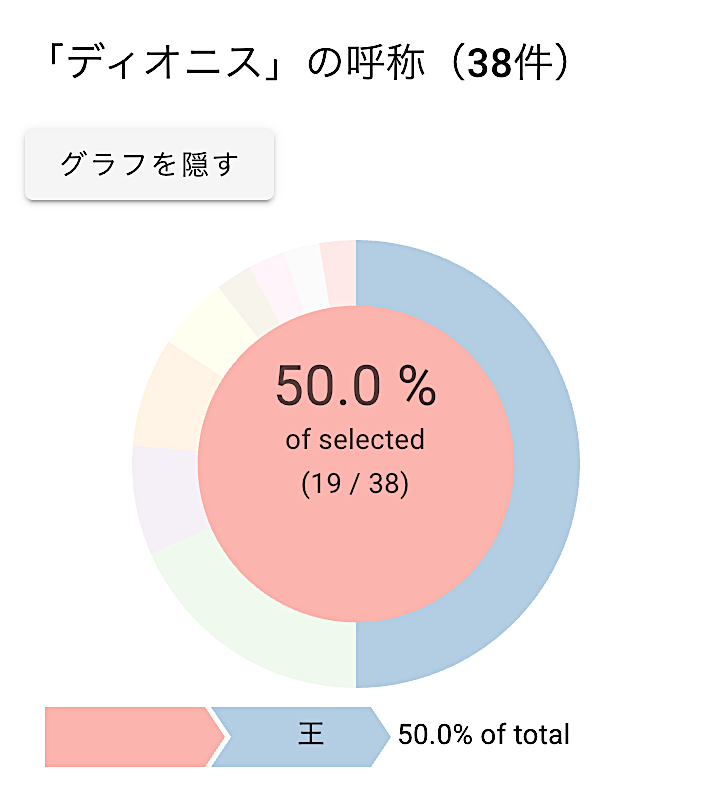 「ディオニス」の呼称（38件）
グラフを隠す
50.0 %
of selected
(19 / 38)
王 50.0% of total